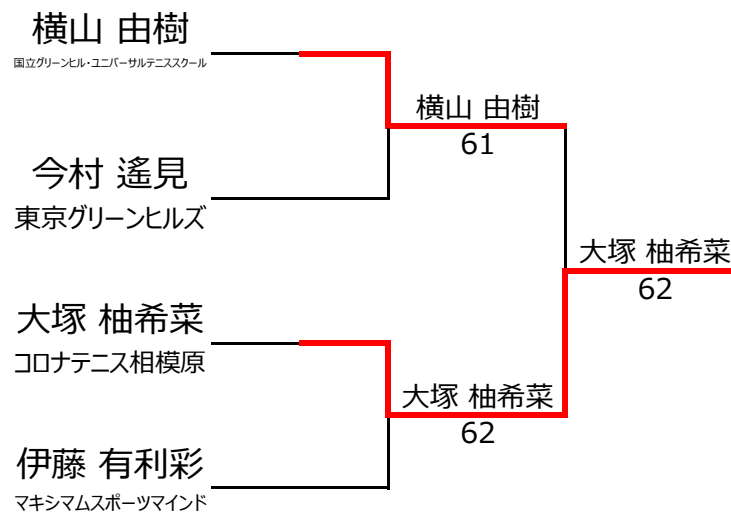 横山 由樹
国立グリーンヒル・ユニバーサルテニススクール
横山 由樹
61
今村 遙見
東京グリーンヒルズ
大塚 柚希菜
62
大塚 柚希菜
コロナテニス相模原
大塚 柚希菜
62
伊藤 有利彩
マキシマムスポーツマインド